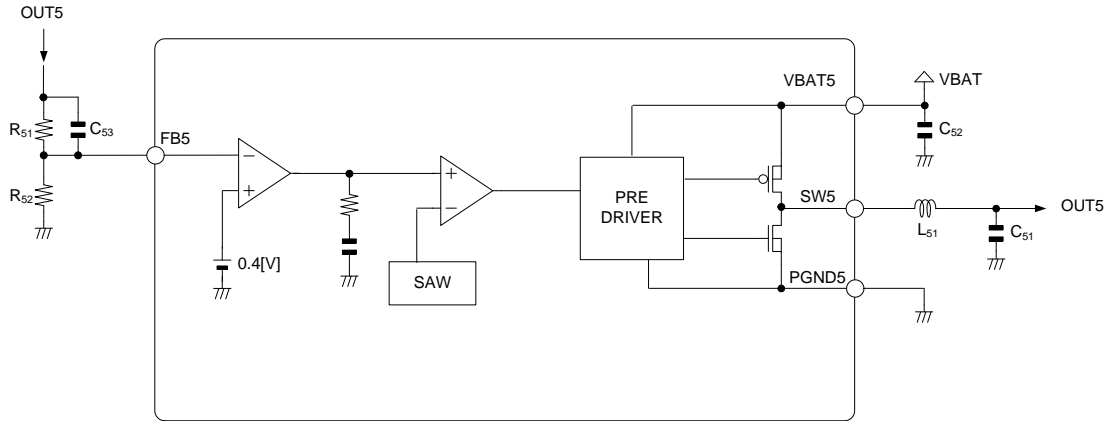 OUT5
R51
C53
R52
FB5
−
+
0.4[V]
+
−
SAW
PRE
DRIVER
VBAT5
SW5
PGND5
VBAT
C52
L51
OUT5
C51